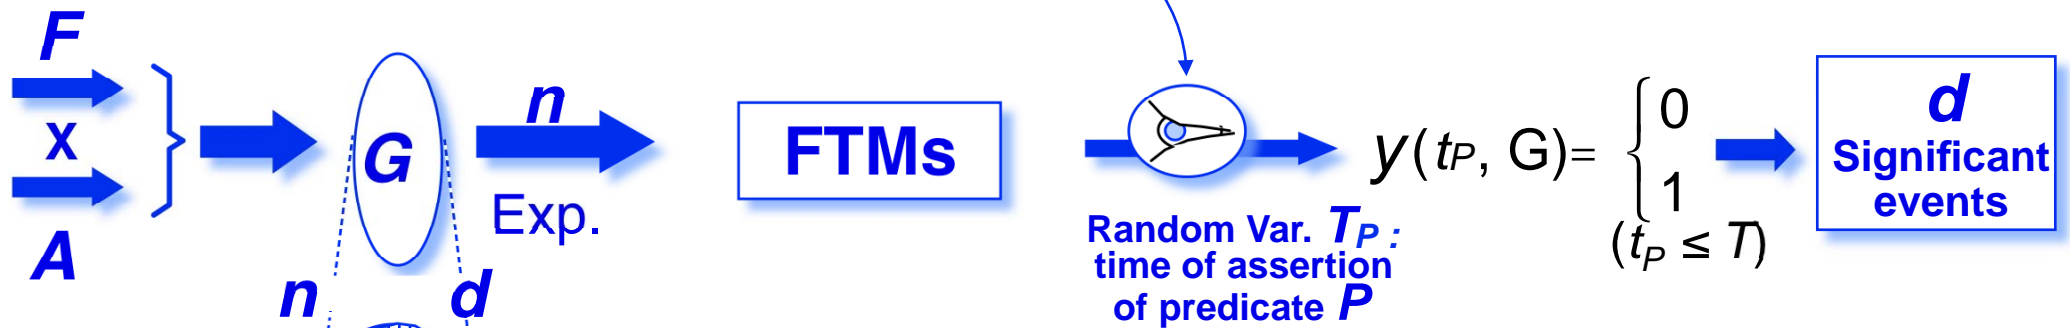 F
X
A
G
n
Exp.
n
d
FTMs
Random Var. TP :
time of assertion
of predicate P
y(tP, G)= { 0
1
(tP ≤ T)
d
Significant
events